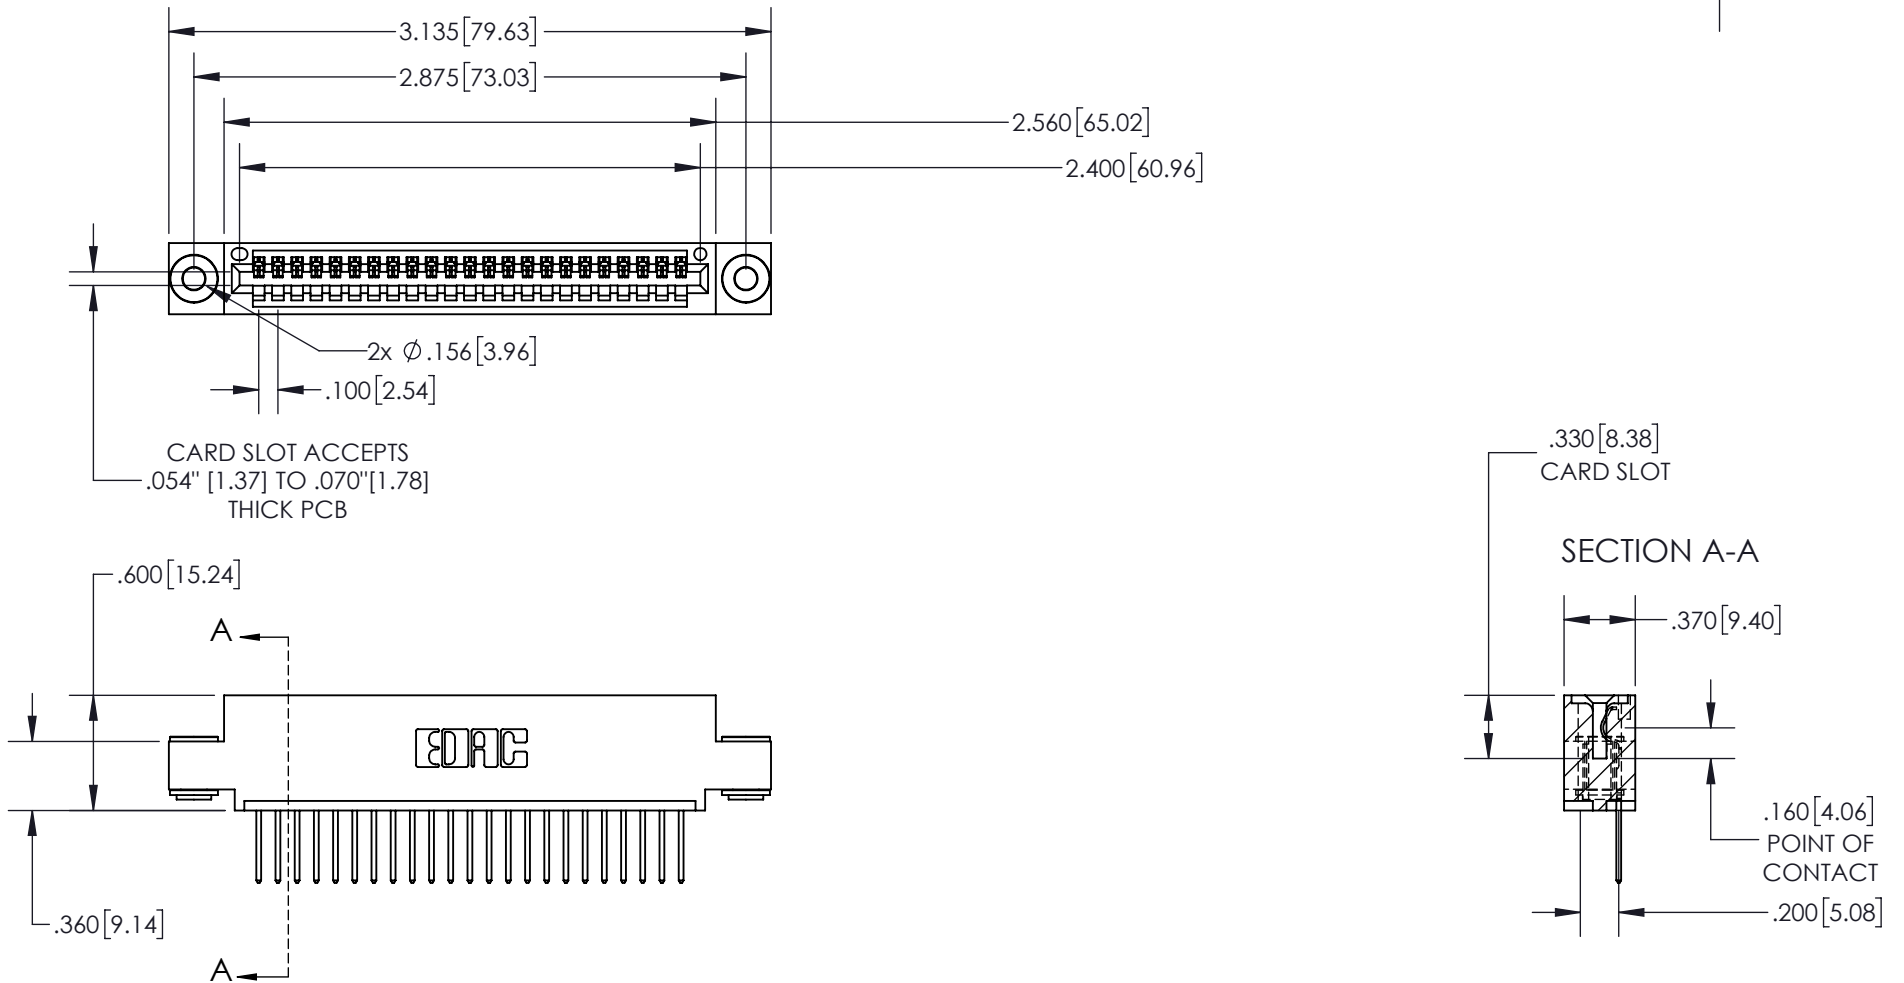 3.135[79.63]
2.875[73.03]
2.560[65.02]
2.400[60.96]
2x Ø.156[3.96]
.100[2.54]
CARD SLOT ACCEPTS
.054" [1.37] TO .070"[1.78]
THICK PCB
.330[8.38]
CARD SLOT
SECTION A-A
.600[15.24]
A
.370[9.40]
EDAC
.160[4.06]
POINT OF
CONTACT
.200[5.08]
.360[9.14]
A